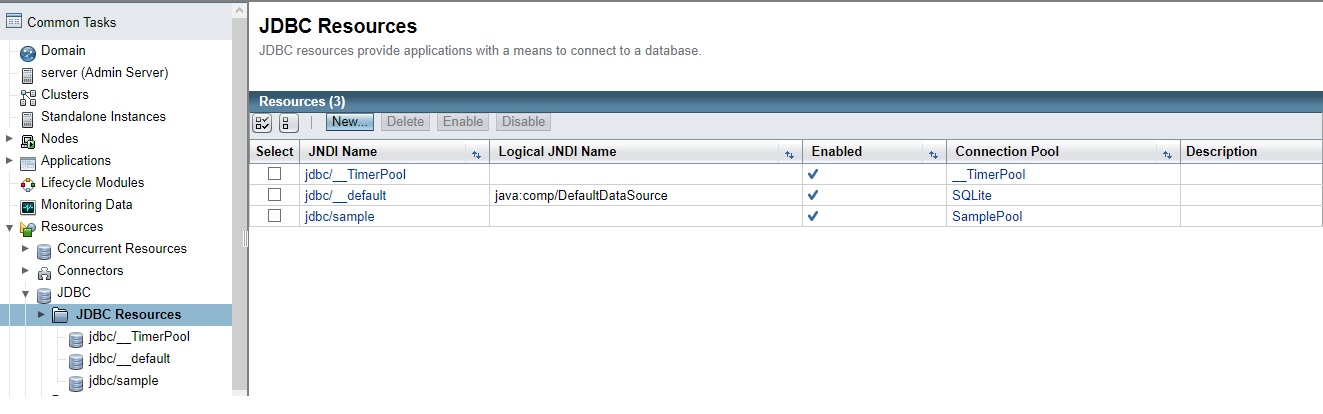 Common Tasks
Domain
server (Admin Server)
Clusters
Standalone Instances
Nodes
Applications
Lifecycle Modules
Monitoring Data
Resources
Concurrent Resources
Connectors
JDBC
JDBC Resources
jdbc/__TimerPool
jdbc/__default
jdbc/sample
JDBC Resources
JDBC resources provide applications with a means to connect to a database.
Resources (3)
New... Delete Enable Disable
Select JNDI Name Logical JNDI Name Enabled Connection Pool Description
jdbc/__TimerPool __TimerPool
jdbc/__default java:comp/DefaultDataSource SQLite
jdbc/sample SamplePool